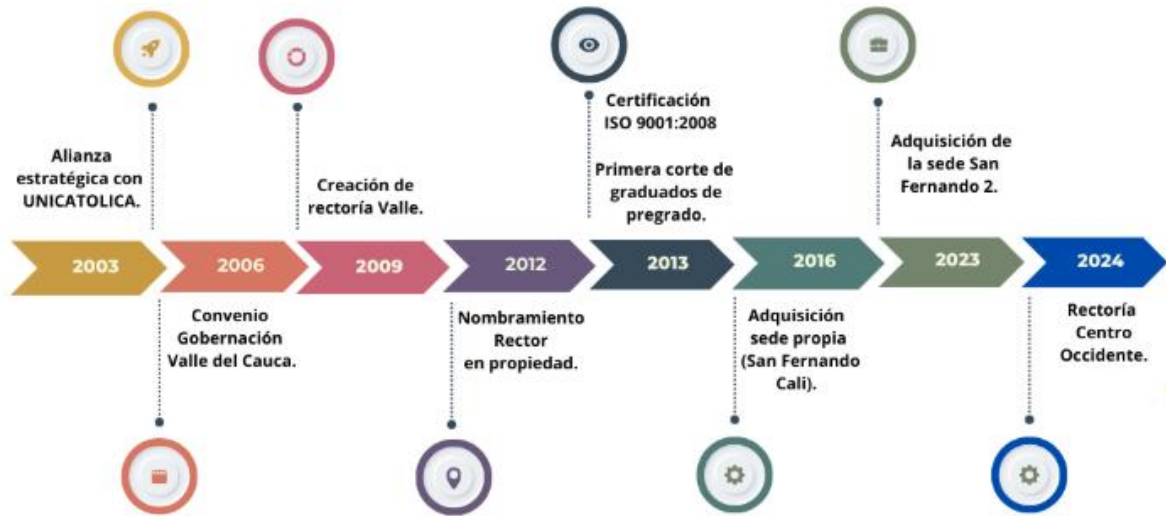 Alianza
estratégica con
UNICATOLICA.
Creación de
rectoría Valle.
Certificación
ISO 9001:2008
Primera corte de
graduados de
pregrado.
Adquisición de
la sede San
Fernando 2.
2003
2006
2009
2012
2013
2016
2023
2024
Convenio
Gobernación
Valle del Cauca.
Nombramiento
Rector
en propiedad.
Adquisición
sede propia
(San Fernando
Cali).
Rectoría
Centro
Occidente.